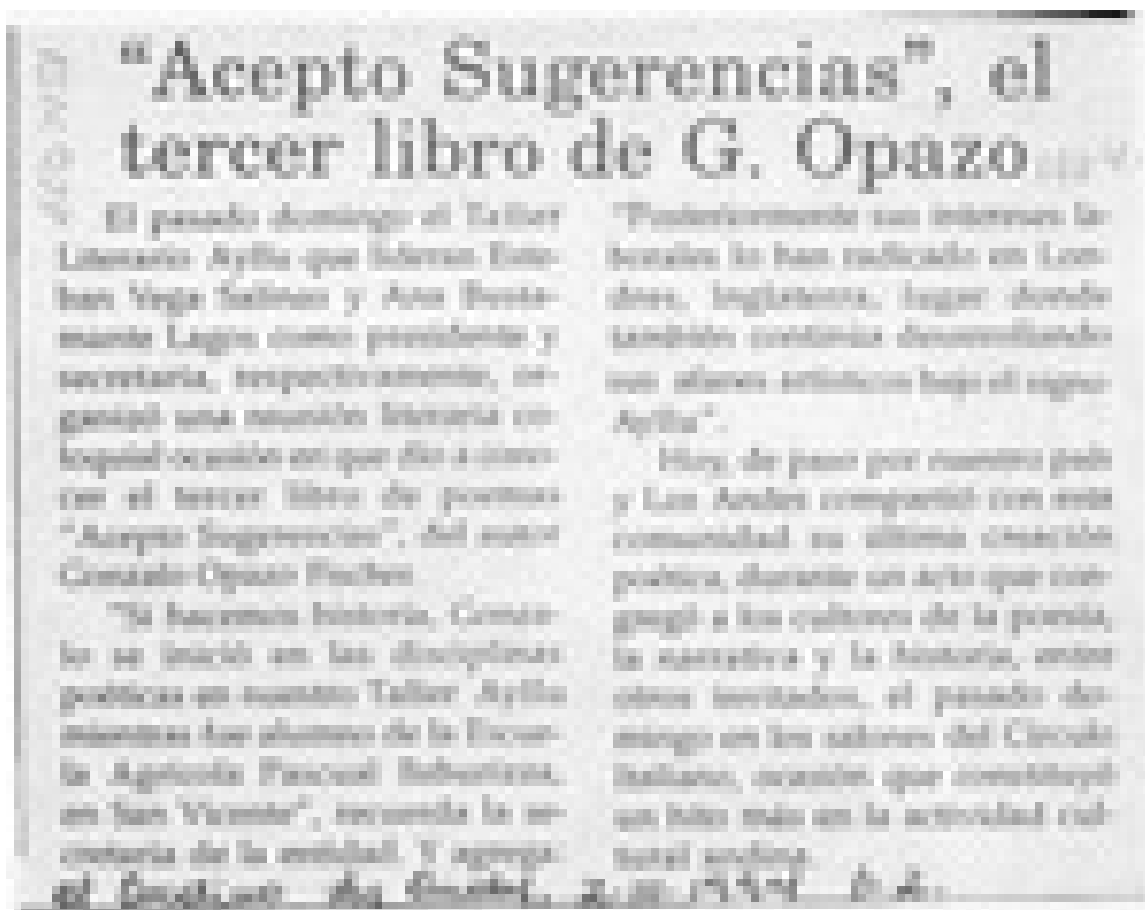 “Acepto Sugerencias”, el
tercer libro de G. Opazo
El pasado domingo el Taller
Literario Ayllu que lideran Este-
ban Vega Salinas y Ana Busta-
mante Lagos como presidente y
secretaria, respectivamente, or-
ganizó una reunión literaria co-
loquial ocasión en que dio a cono-
cer el tercer libro de poemas
“Acepto Sugerencias”, del autor
Gonzalo Opazo
“Si hacemos historia, Gonza-
lo se inició en las disciplinas
poéticas en nuestro Taller Ayllu
mientras fue alumno de la Escue-
la Agrícola Pascual
en San Vicente”, recuerda la se-
cretaria de la entidad. Y agrega
“Posteriormente sus intereses la-
borales lo han radicado en Lon-
dres, Inglaterra, lugar donde
también continúa desarrollando
sus afanes artísticos bajo el signo
Ayllu”.
Hoy, de paso por nuestro país
y Los Andes compartió con esta
comunidad su última creación
poética, durante un acto que con-
gregó a los cultores de la poesía,
la narrativa y la historia, entre
otros invitados, el pasado do-
mingo en los salones del Círculo
Italiano, ocasión que constituyó
un hito más en la actividad cul-
tural andina.